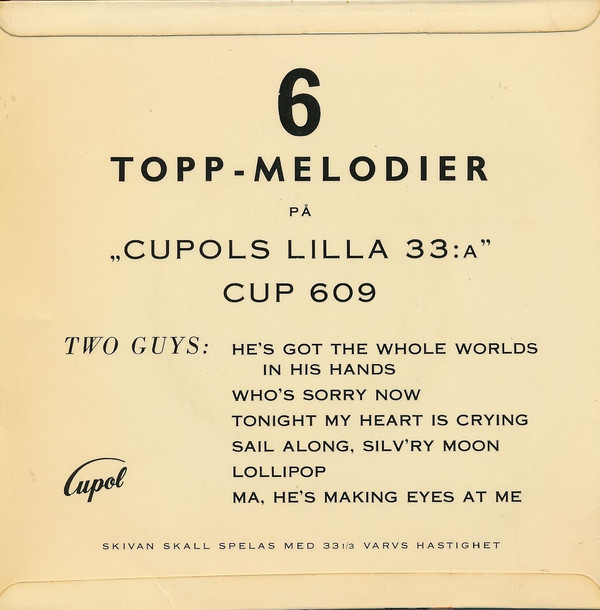 6
TOPP-MELODIER
PÅ
„CUPOLS LILLA 33:A”
CUP 609
TWO GUYS: HE'S GOT THE WHOLE WORLDS
IN HIS HANDS
WHO'S SORRY NOW
TONIGHT MY HEART IS CRYING
SAIL ALONG, SILV'RY MOON
LOLLIPOP
Cupol
MA, HE'S MAKING EYES AT ME
SKIVAN SKALL SPELAS MED 33 1/3 VARVS HASTIGHET